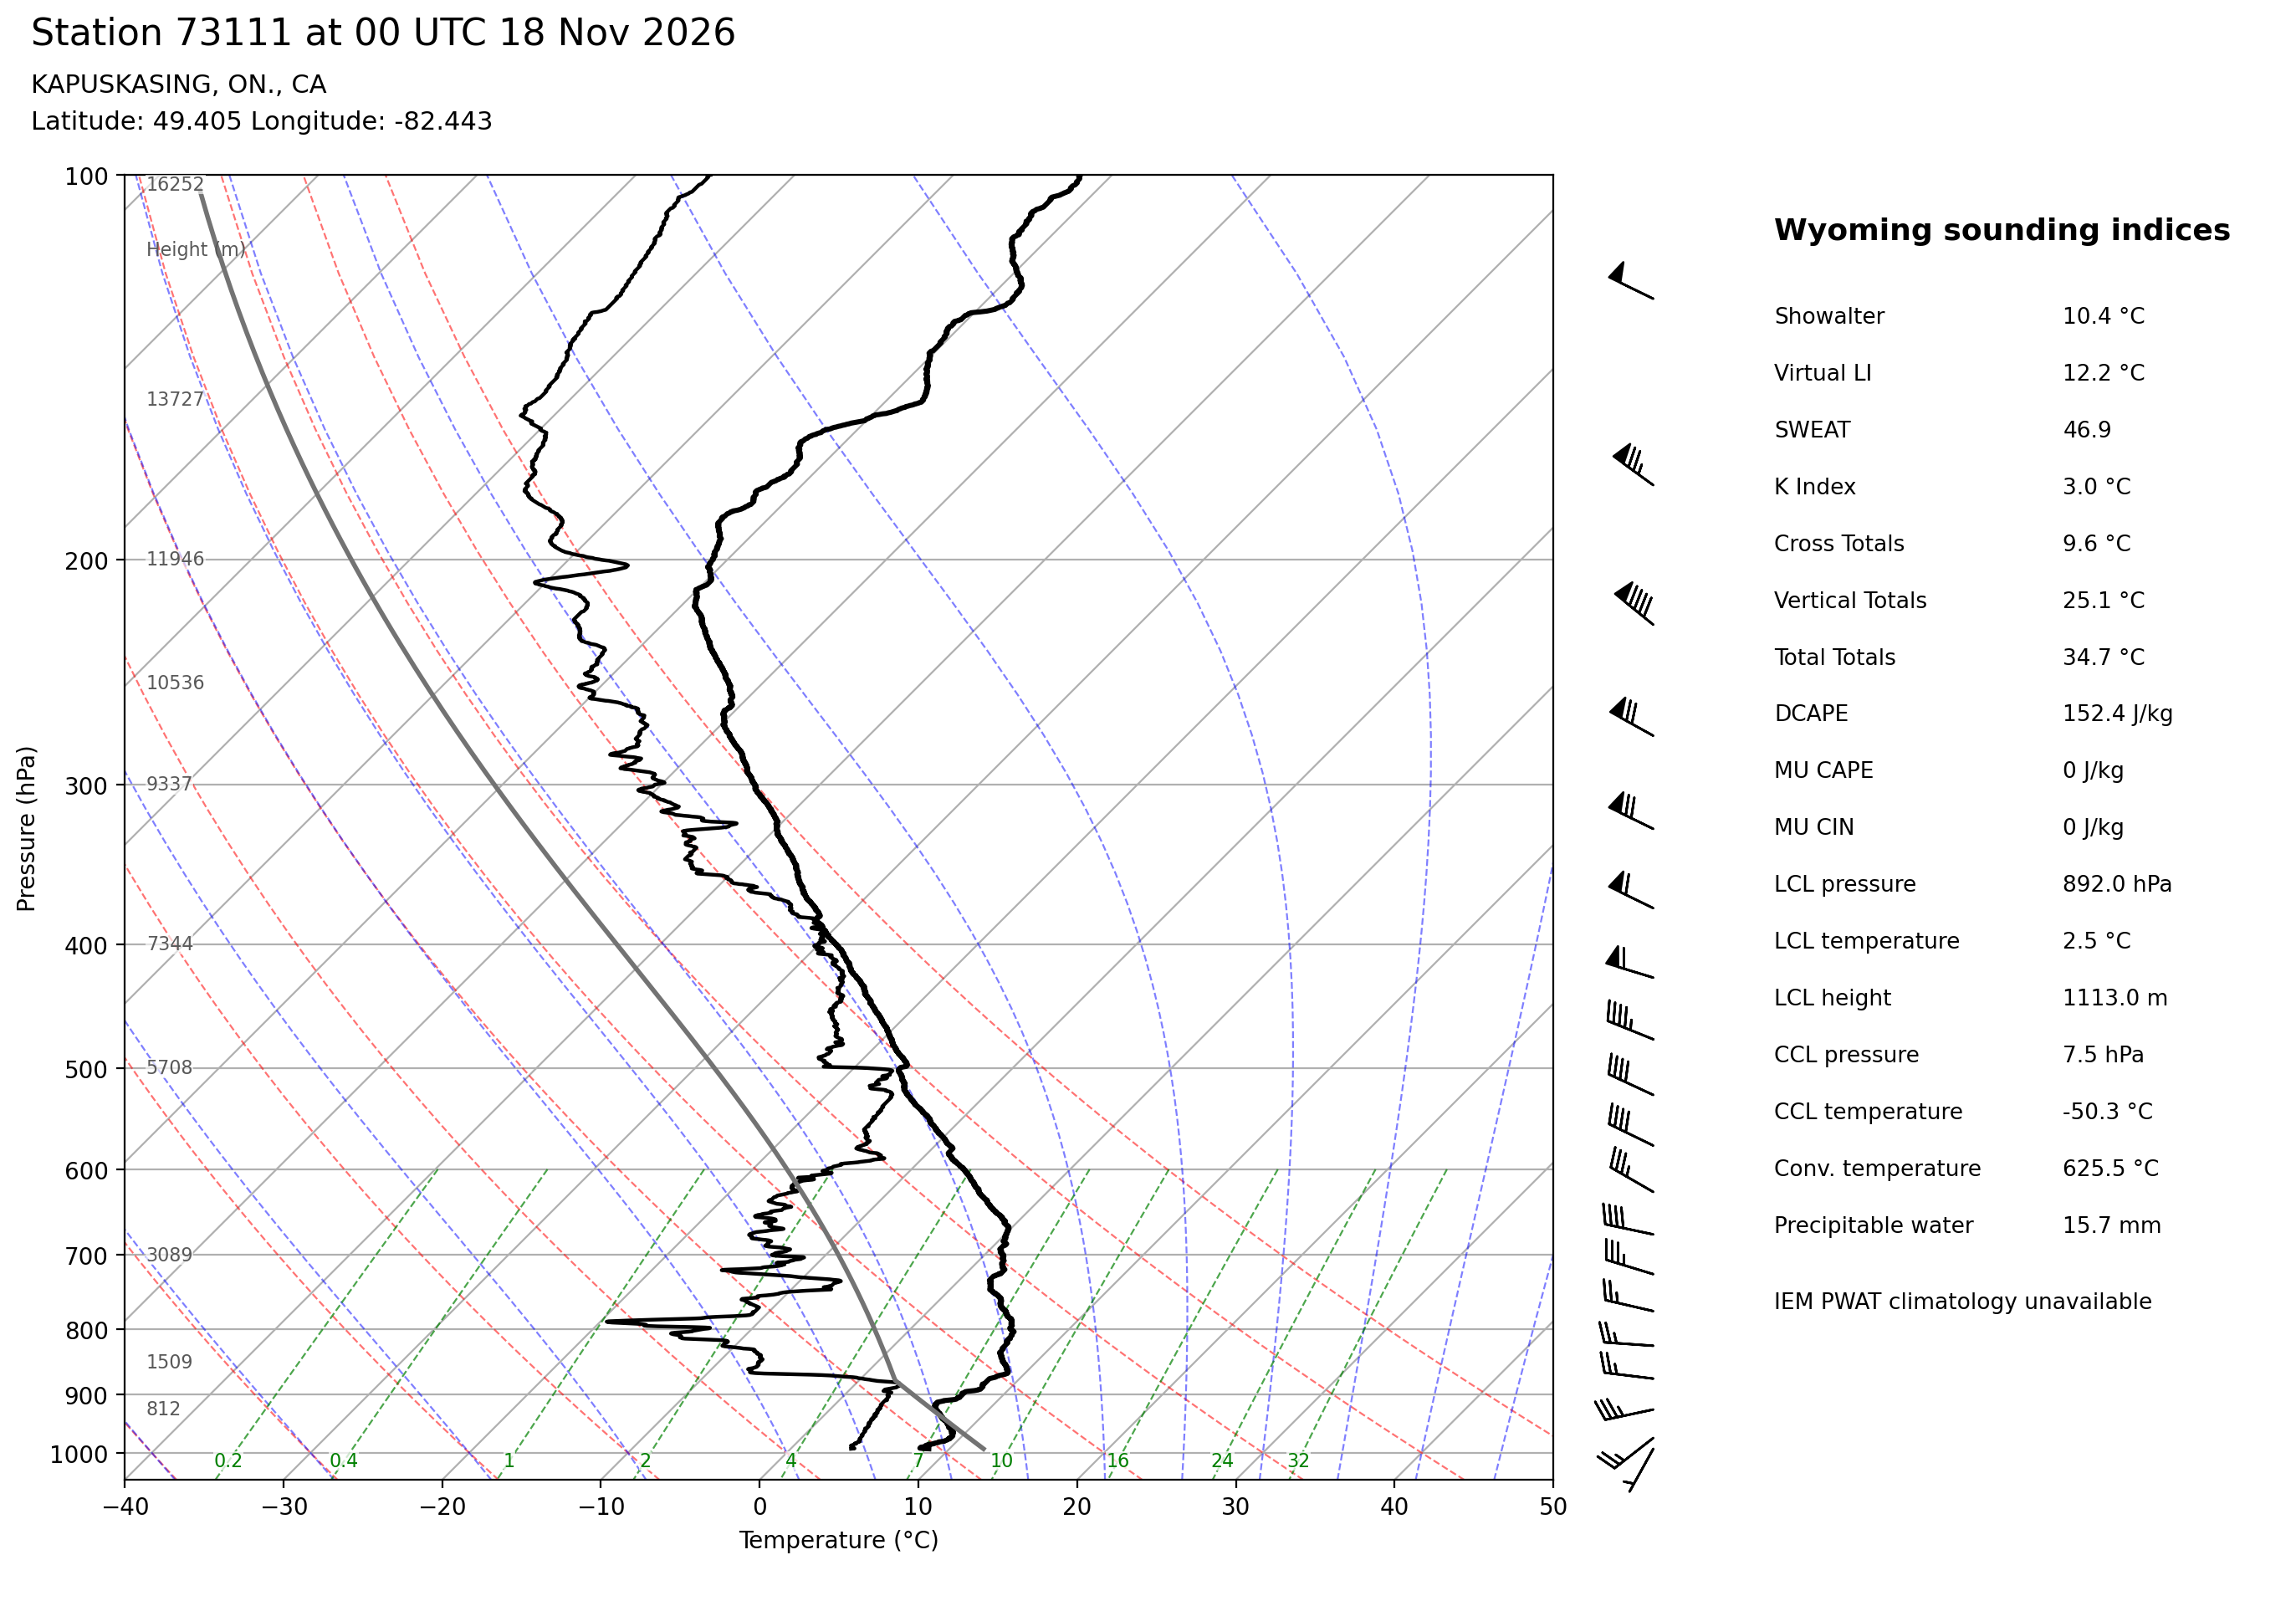 Station 73111 at 00 UTC 18 Nov 2026
KAPUSKASING, ON., CA
Latitude: 49.405 Longitude: -82.443
100
200
300
400
500
600
700
800
900
1000
Pressure (hPa)
16252
Height (m)
13727
11946
10536
9337
7344
5708
3089
1509
812
0.2 0.4 1 2 4 7 10 16 24 32
−40 −30 −20 −10 0 10 20 30 40 50
Temperature (°C)
Wyoming sounding indices
Showalter 10.4 °C
Virtual LI 12.2 °C
SWEAT 46.9
K Index 3.0 °C
Cross Totals 9.6 °C
Vertical Totals 25.1 °C
Total Totals 34.7 °C
DCAPE 152.4 J/kg
MU CAPE 0 J/kg
MU CIN 0 J/kg
LCL pressure 892.0 hPa
LCL temperature 2.5 °C
LCL height 1113.0 m
CCL pressure 7.5 hPa
CCL temperature -50.3 °C
Conv. temperature 625.5 °C
Precipitable water 15.7 mm
IEM PWAT climatology unavailable